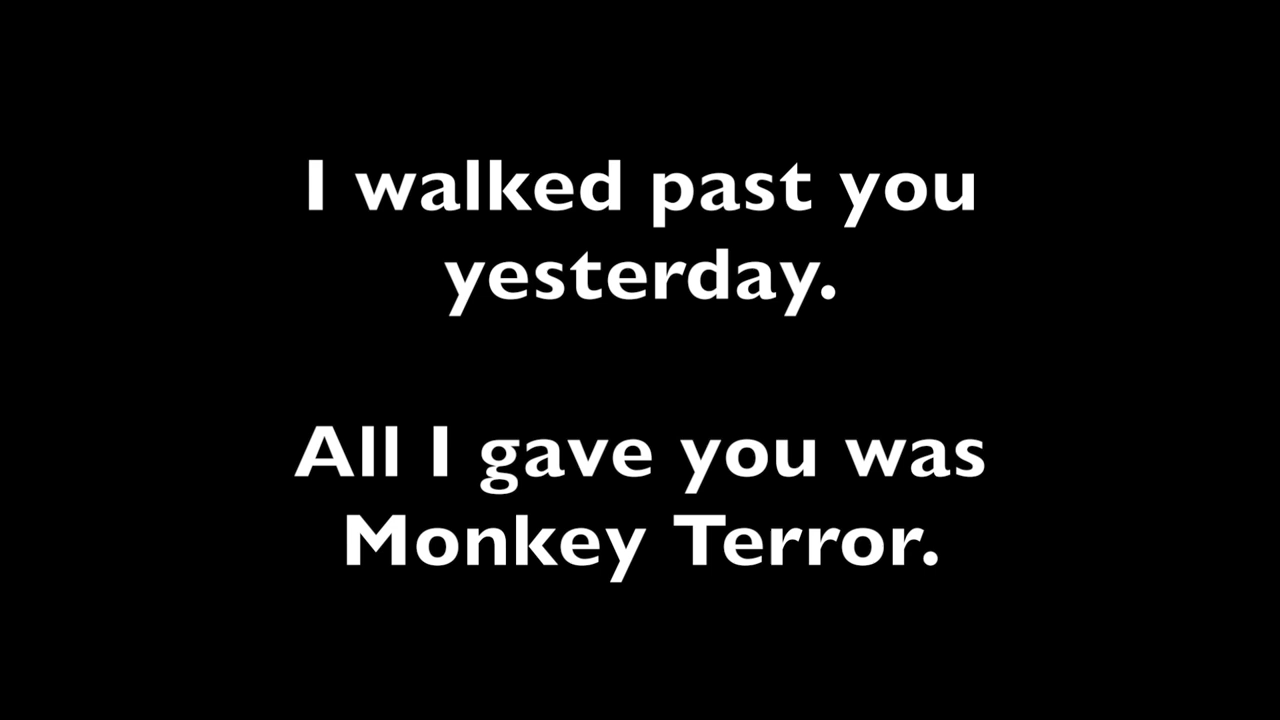 I walked past you
yesterday.
All I gave you was
Monkey Terror.